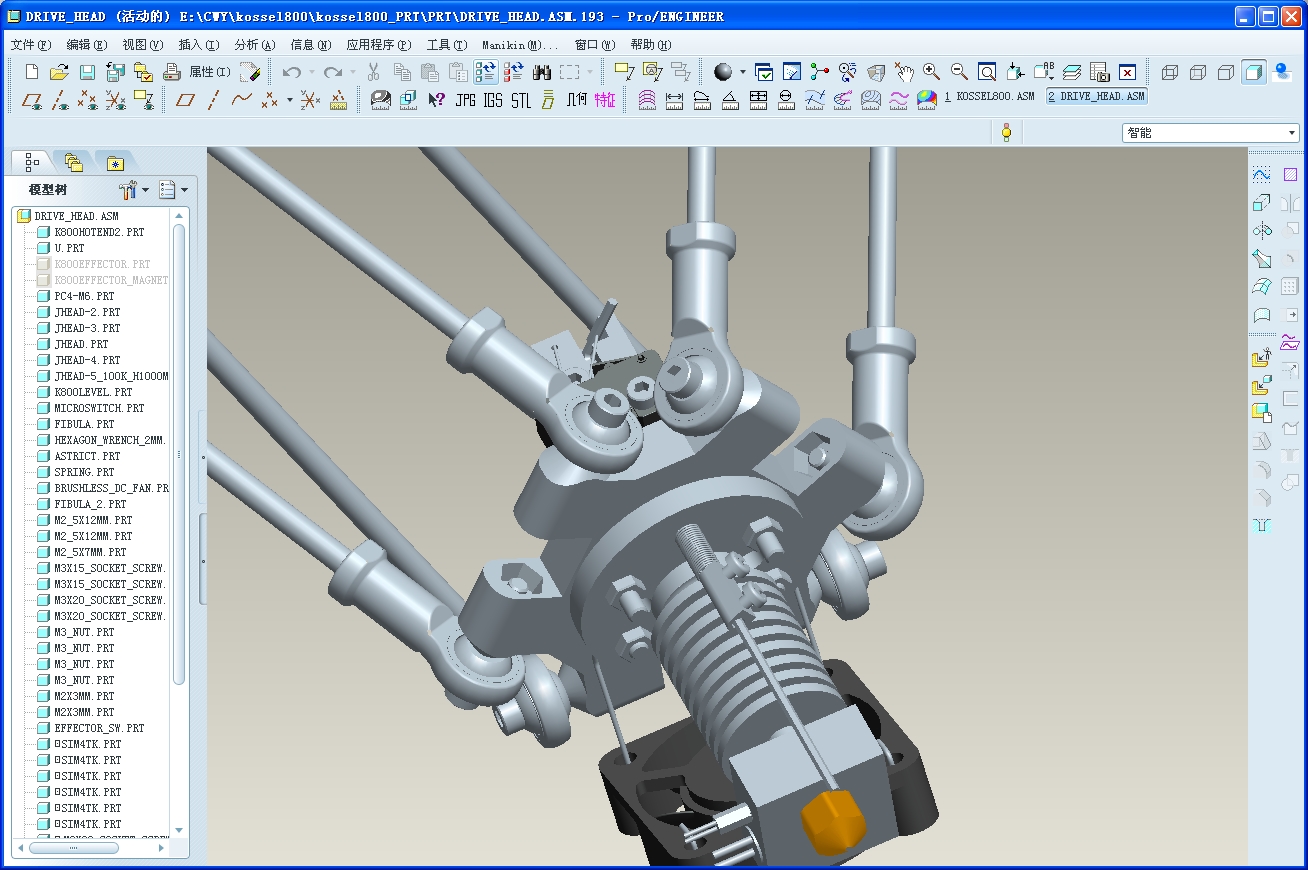 DRIVE_HEAD (活动的) E:\CWY\kossel800\kossel800_PRT\PRT\DRIVE_HEAD.ASM.193 - Pro/ENGINEER
文件(F) 编辑(E) 视图(V) 插入(I) 分析(A) 信息(N) 应用程序(P) 工具(T) Manikin(M)... 窗口(W) 帮助(H)
属性(I)
JPG IGS STL 几何 特征 1 KOSSEL800.ASM 2 DRIVE_HEAD.ASM
智能
模型树
DRIVE_HEAD.ASM
K800HOTEND2.PRT
U.PRT
K800EFFECTOR.PRT
K800EFFECTOR_MAGNET
PC4-M6.PRT
JHEAD-2.PRT
JHEAD-3.PRT
JHEAD.PRT
JHEAD-4.PRT
JHEAD-5_100K_H1000M
K800LEVEL.PRT
MICROSWITCH.PRT
FIBULA.PRT
HEXAGON_WRENCH_2MM.
ASTRICT.PRT
SPRING.PRT
BRUSHLESS_DC_FAN.PR
FIBULA_2.PRT
M2_5X12MM.PRT
M2_5X12MM.PRT
M2_5X7MM.PRT
M3X15_SOCKET_SCREW.
M3X15_SOCKET_SCREW.
M3X20_SOCKET_SCREW.
M3X20_SOCKET_SCREW.
M3_NUT.PRT
M3_NUT.PRT
M3_NUT.PRT
M3_NUT.PRT
M2X3MM.PRT
M2X3MM.PRT
EFFECTOR_SW.PRT
SIM4TK.PRT
SIM4TK.PRT
SIM4TK.PRT
SIM4TK.PRT
SIM4TK.PRT
SIM4TK.PRT